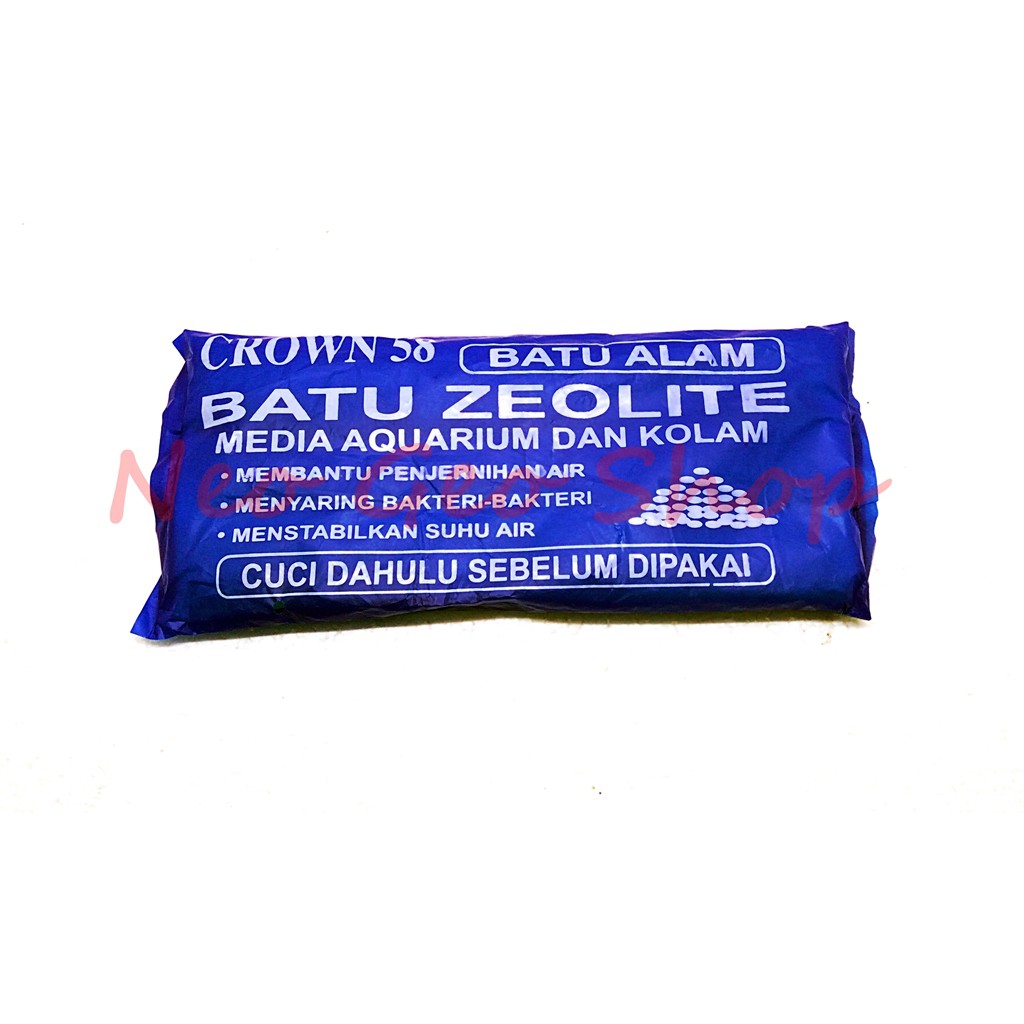 CROWN 58
BATU ALAM
BATU ZEOLITE
MEDIA AQUARIUM DAN KOLAM
• MEMBANTU PENJERNIHAN AIR
• MENYARING BAKTERI-BAKTERI
• MENSTABILKAN SUHU AIR
CUCI DAHULU SEBELUM DIPAKAI
Shop